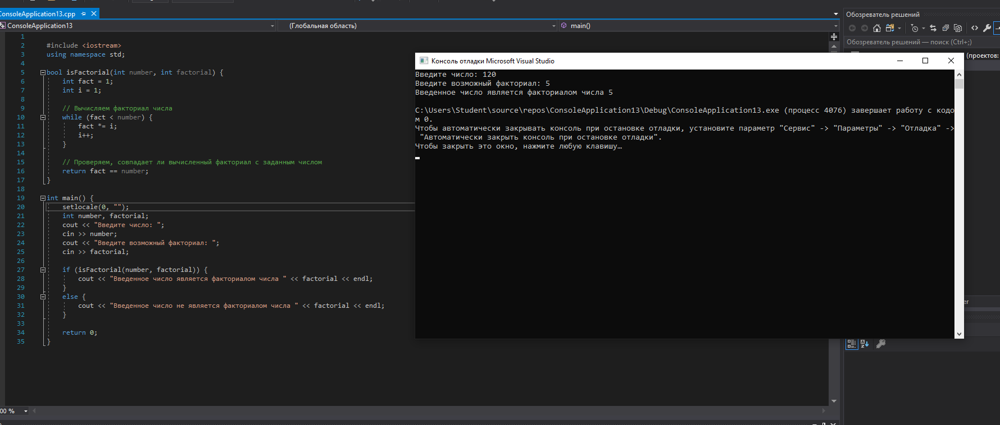 ConsoleApplication13.cpp
Обозреватель решений
ConsoleApplication13
(Глобальная область)
main()
Обозреватель решений — поиск (Ctrl+;)
(проектов:
1
2 #include <iostream>
3 using namespace std;
4
5 bool isFactorial(int number, int factorial) {
6 int fact = 1;
7 int i = 1;
8
9 // Вычисляем факториал числа
10 while (fact < number) {
11 fact *= i;
12 i++;
13 }
14
15 // Проверяем, совпадает ли вычисленный факториал с заданным числом
16 return fact == number;
17 }
18
19 int main() {
20 setlocale(0, "");
21 int number, factorial;
22 cout << "Введите число: ";
23 cin >> number;
24 cout << "Введите возможный факториал: ";
25 cin >> factorial;
26
27 if (isFactorial(number, factorial)) {
28 cout << "Введенное число является факториалом числа " << factorial << endl;
29 }
30 else {
31 cout << "Введенное число не является факториалом числа " << factorial << endl;
32 }
33
34 return 0;
35 }
Консоль отладки Microsoft Visual Studio
Введите число: 120
Введите возможный факториал: 5
Введенное число является факториалом числа 5
C:\Users\Student\source\repos\ConsoleApplication13\Debug\ConsoleApplication13.exe (процесс 4076) завершает работу с кодо
м 0.
Чтобы автоматически закрывать консоль при остановке отладки, установите параметр "Сервис" -> "Параметры" -> "Отладка" ->
"Автоматически закрыть консоль при остановке отладки".
Чтобы закрыть это окно, нажмите любую клавишу…
er
00 %